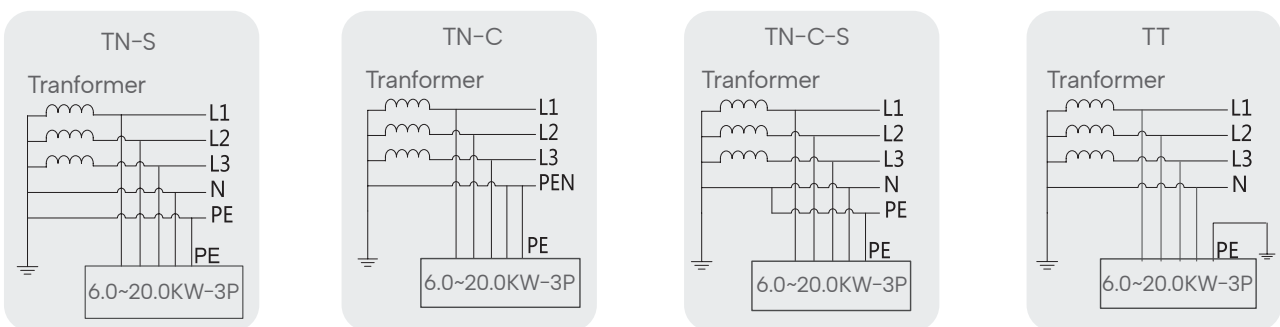 TN-S
Tranformer
L1
L2
L3
N
PE
PE
6.0~20.0KW-3P
TN-C
Tranformer
L1
L2
L3
PEN
PE
6.0~20.0KW-3P
TN-C-S
Tranformer
L1
L2
L3
N
PE
PE
6.0~20.0KW-3P
TT
Tranformer
L1
L2
L3
N
PE
6.0~20.0KW-3P